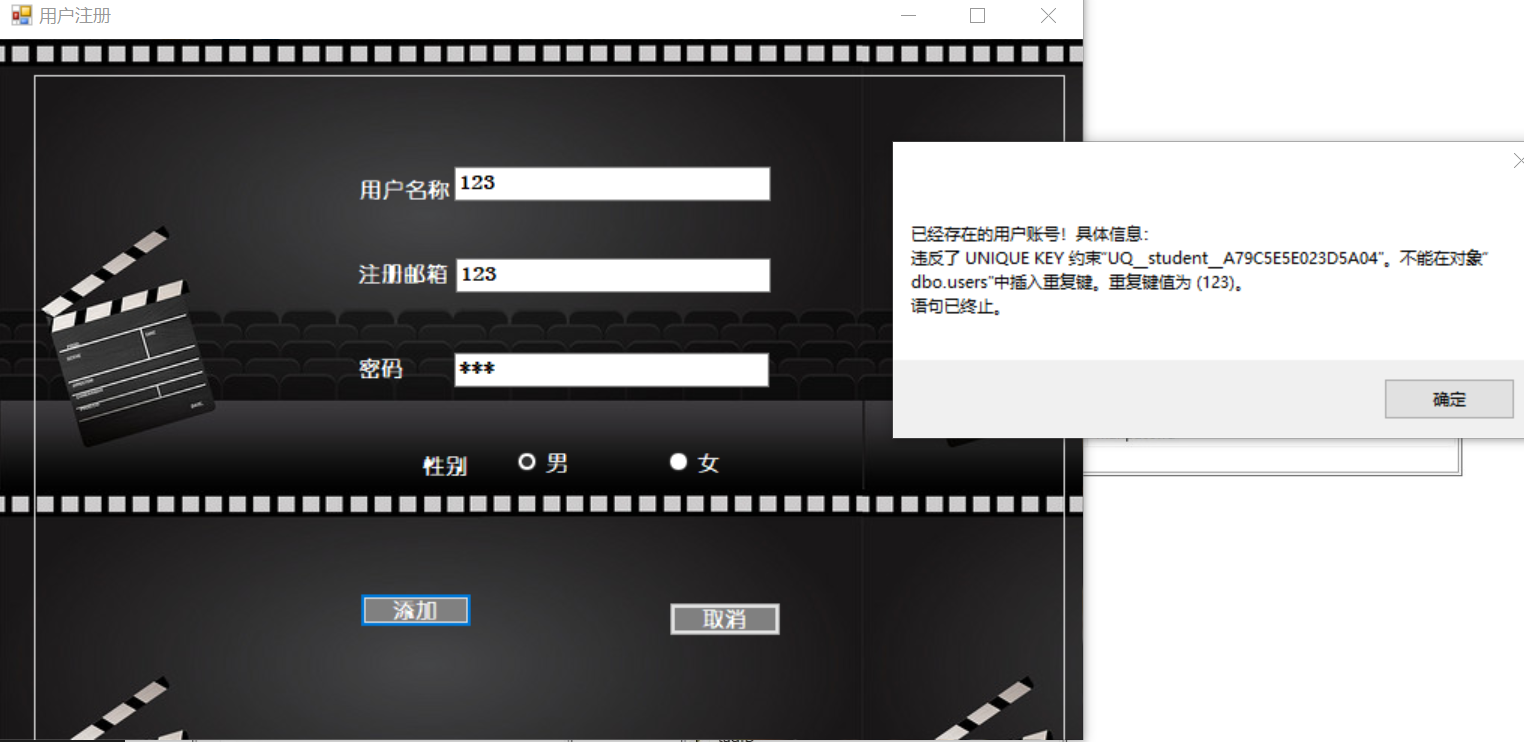 用户注册
用户名称 123
注册邮箱 123
密码 ***
性别 男 女
添加 取消
已经存在的用户账号！具体信息:
违反了 UNIQUE KEY 约束“UQ__student__A79C5E5E023D5A04”。不能在对象“
dbo.users”中插入重复键。重复键值为 (123)。
语句已终止。
确定